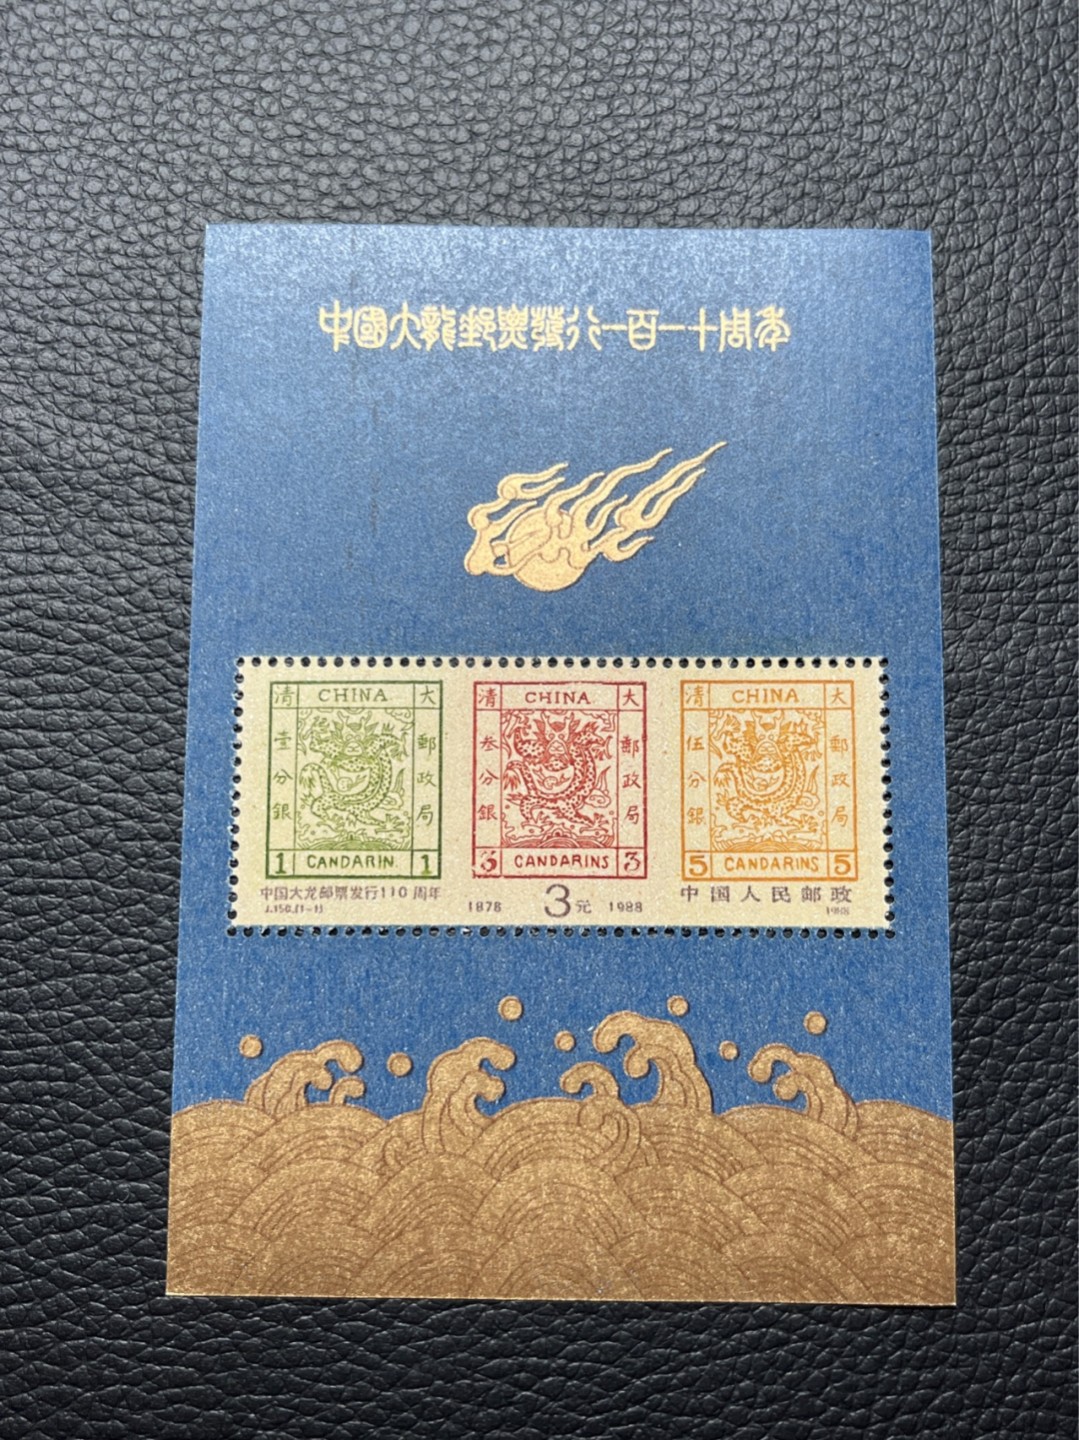 中國大龍郵票發行一百一十周年
清 CHINA 大
壹分銀
郵政局
1 CANDARIN. 1
清 CHINA 大
叁分銀
郵政局
3 CANDARINS 3
清 CHINA 大
伍分銀
郵政局
5 CANDARINS 5
中国大龙邮票发行110周年
J.150.(1-1)
1878 3元 1988
中国人民邮政
1988